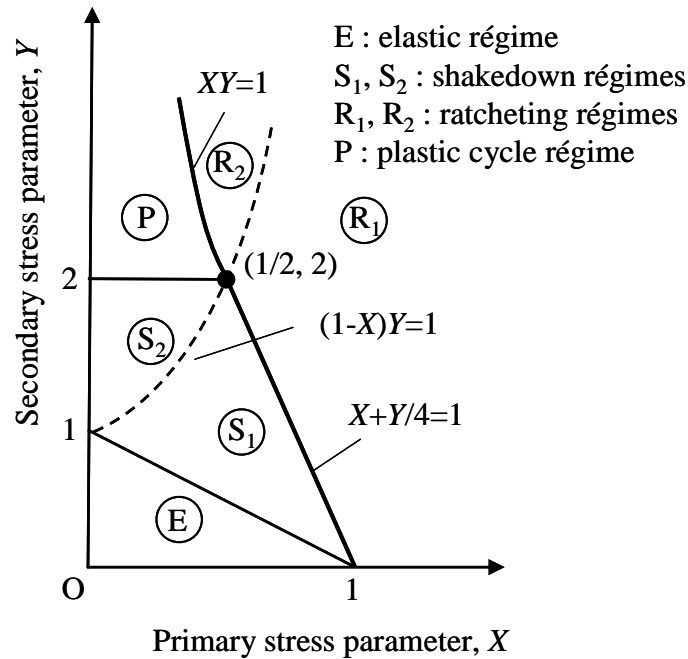 Secondary stress parameter, Y
E : elastic régime
S1, S2 : shakedown régimes
R1, R2 : ratcheting régimes
P : plastic cycle régime
XY=1
R2
P
R1
(1/2, 2)
2
(1-X)Y=1
S2
X+Y/4=1
1
S1
E
O
1
Primary stress parameter, X